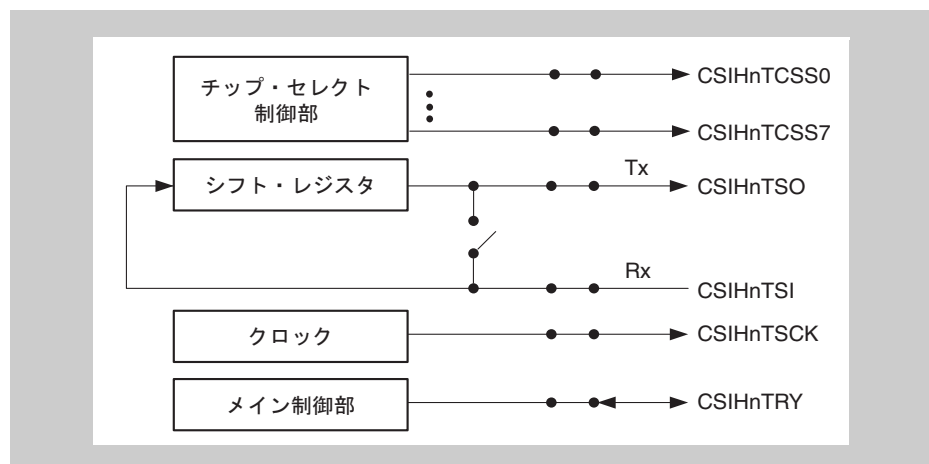 チップ・セレクト
制御部
CSIHnTCSS0
CSIHnTCSS7
シフト・レジスタ
Tx
CSIHnTSO
Rx
CSIHnTSI
クロック
CSIHnTSCK
メイン制御部
CSIHnTRY